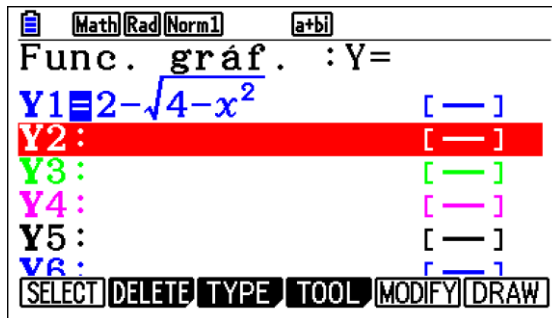 Math Rad Norm1 a+bi
Func. gráf. :Y=
Y1=2-√4-x² [—]
Y2: [—]
Y3: [—]
Y4: [—]
Y5: [—]
Y6: [—]
SELECT DELETE TYPE TOOL MODIFY DRAW